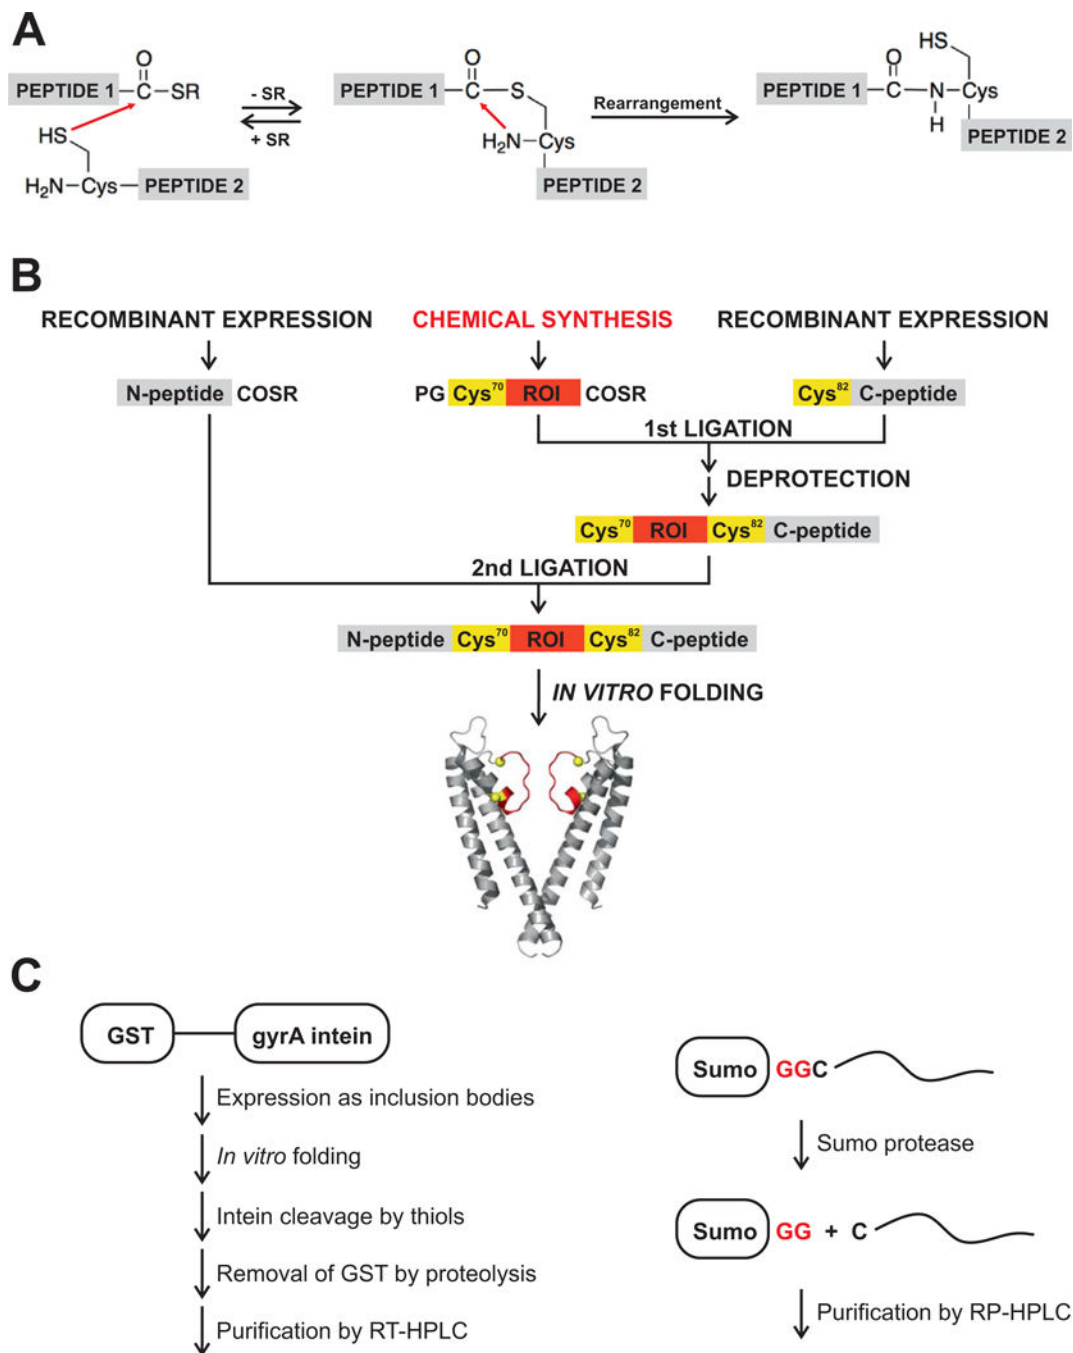 A
O
PEPTIDE 1 C SR
HS
H₂N Cys PEPTIDE 2
- SR
+ SR
O
PEPTIDE 1 C S
H₂N Cys
PEPTIDE 2
Rearrangement
HS
O
PEPTIDE 1 C N Cys
H
PEPTIDE 2
B
RECOMBINANT EXPRESSION CHEMICAL SYNTHESIS RECOMBINANT EXPRESSION
N-peptide COSR PG Cys⁷⁰ ROI COSR Cys⁸² C-peptide
1st LIGATION
DEPROTECTION
Cys⁷⁰ ROI Cys⁸² C-peptide
2nd LIGATION
N-peptide Cys⁷⁰ ROI Cys⁸² C-peptide
IN VITRO FOLDING
C
GST gyrA intein
Expression as inclusion bodies
In vitro folding
Intein cleavage by thiols
Removal of GST by proteolysis
Purification by RT-HPLC
Sumo GGC
Sumo protease
Sumo GG + C
Purification by RP-HPLC